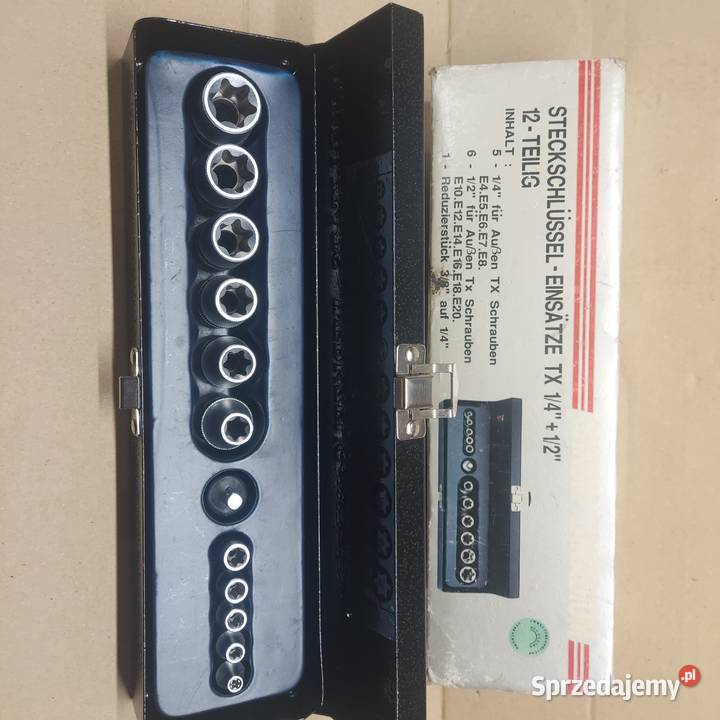 STECKSCHLÜSSEL-EINSÄTZE TX 1/4" + 1/2"
12-TEILIG
INHALT :
5 - 1/4" für Außen TX Schrauben
E4.E5.E6.E7.E8.
6 - 1/2" für Außen Tx Schrauben
E10.E12.E14.E16.E18.E20.
1 - Reduzierstück 3/8" auf 1/4"
Sprzedajemy.pl